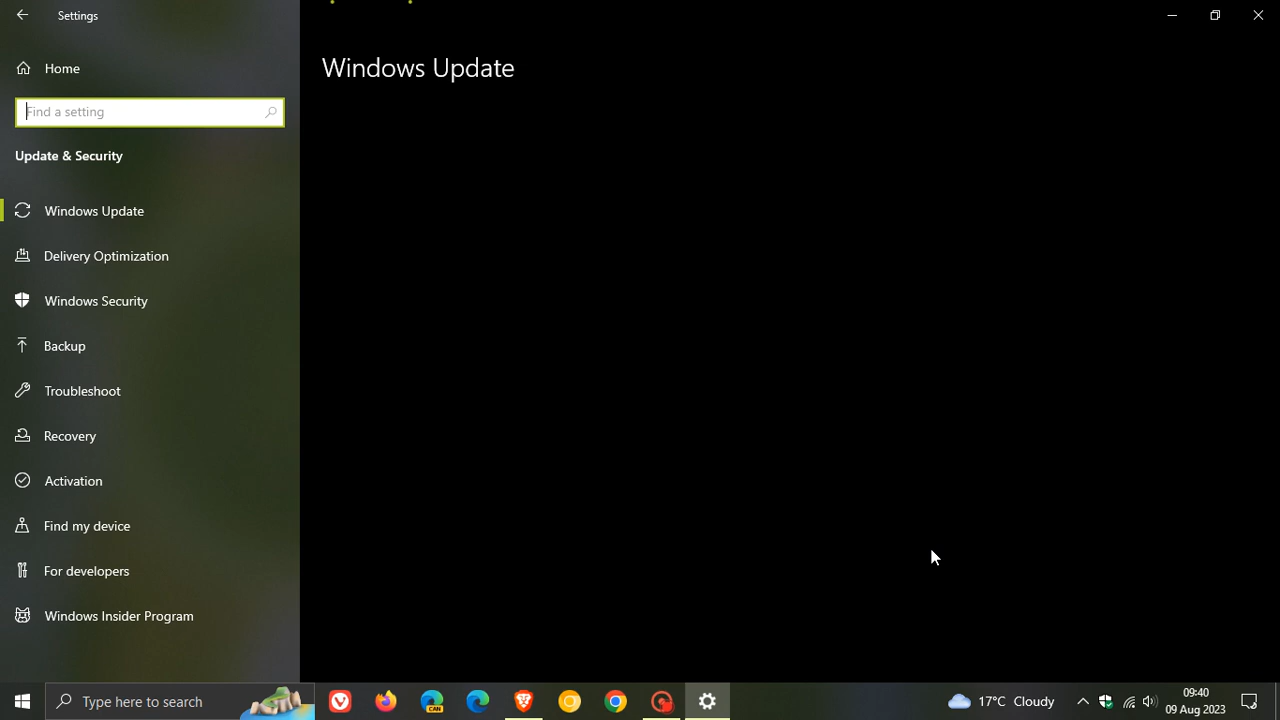 Settings
Home
Find a setting
Update & Security
Windows Update
Delivery Optimization
Windows Security
Backup
Troubleshoot
Recovery
Activation
Find my device
For developers
Windows Insider Program
Windows Update
Type here to search
CAN
17°C Cloudy
09:40
09 Aug 2023